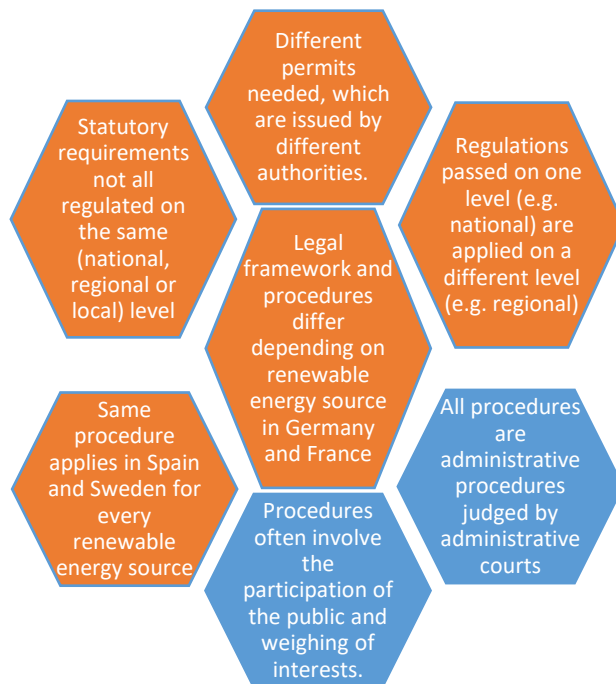 Different
permits
needed, which
are issued by
different
authorities.
Statutory
requirements
not all
regulated on
the same
(national,
regional or
local) level
Regulations
passed on one
level (e.g.
national) are
applied on a
different level
(e.g. regional)
Legal
framework and
procedures
differ
depending on
renewable
energy source
in Germany
and France
Same
procedure
applies in Spain
and Sweden for
every
renewable
energy source
All procedures
are
administrative
procedures
judged by
administrative
courts
Procedures
often involve
the
participation of
the public and
weighing of
interests.